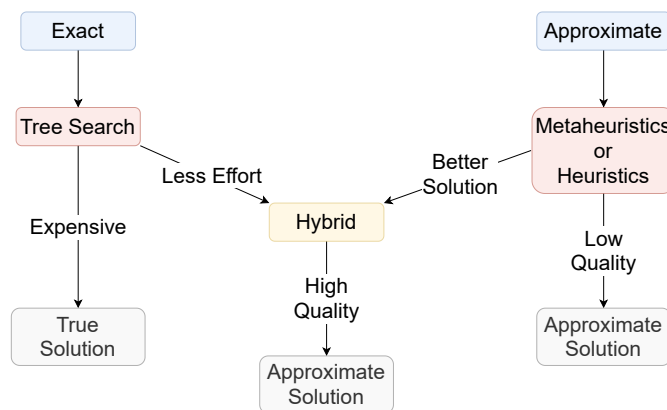 Exact
Approximate
Tree Search
Metaheuristics
or
Heuristics
Less Effort
Better
Solution
Hybrid
Expensive
Low
Quality
High
Quality
True
Solution
Approximate
Solution
Approximate
Solution